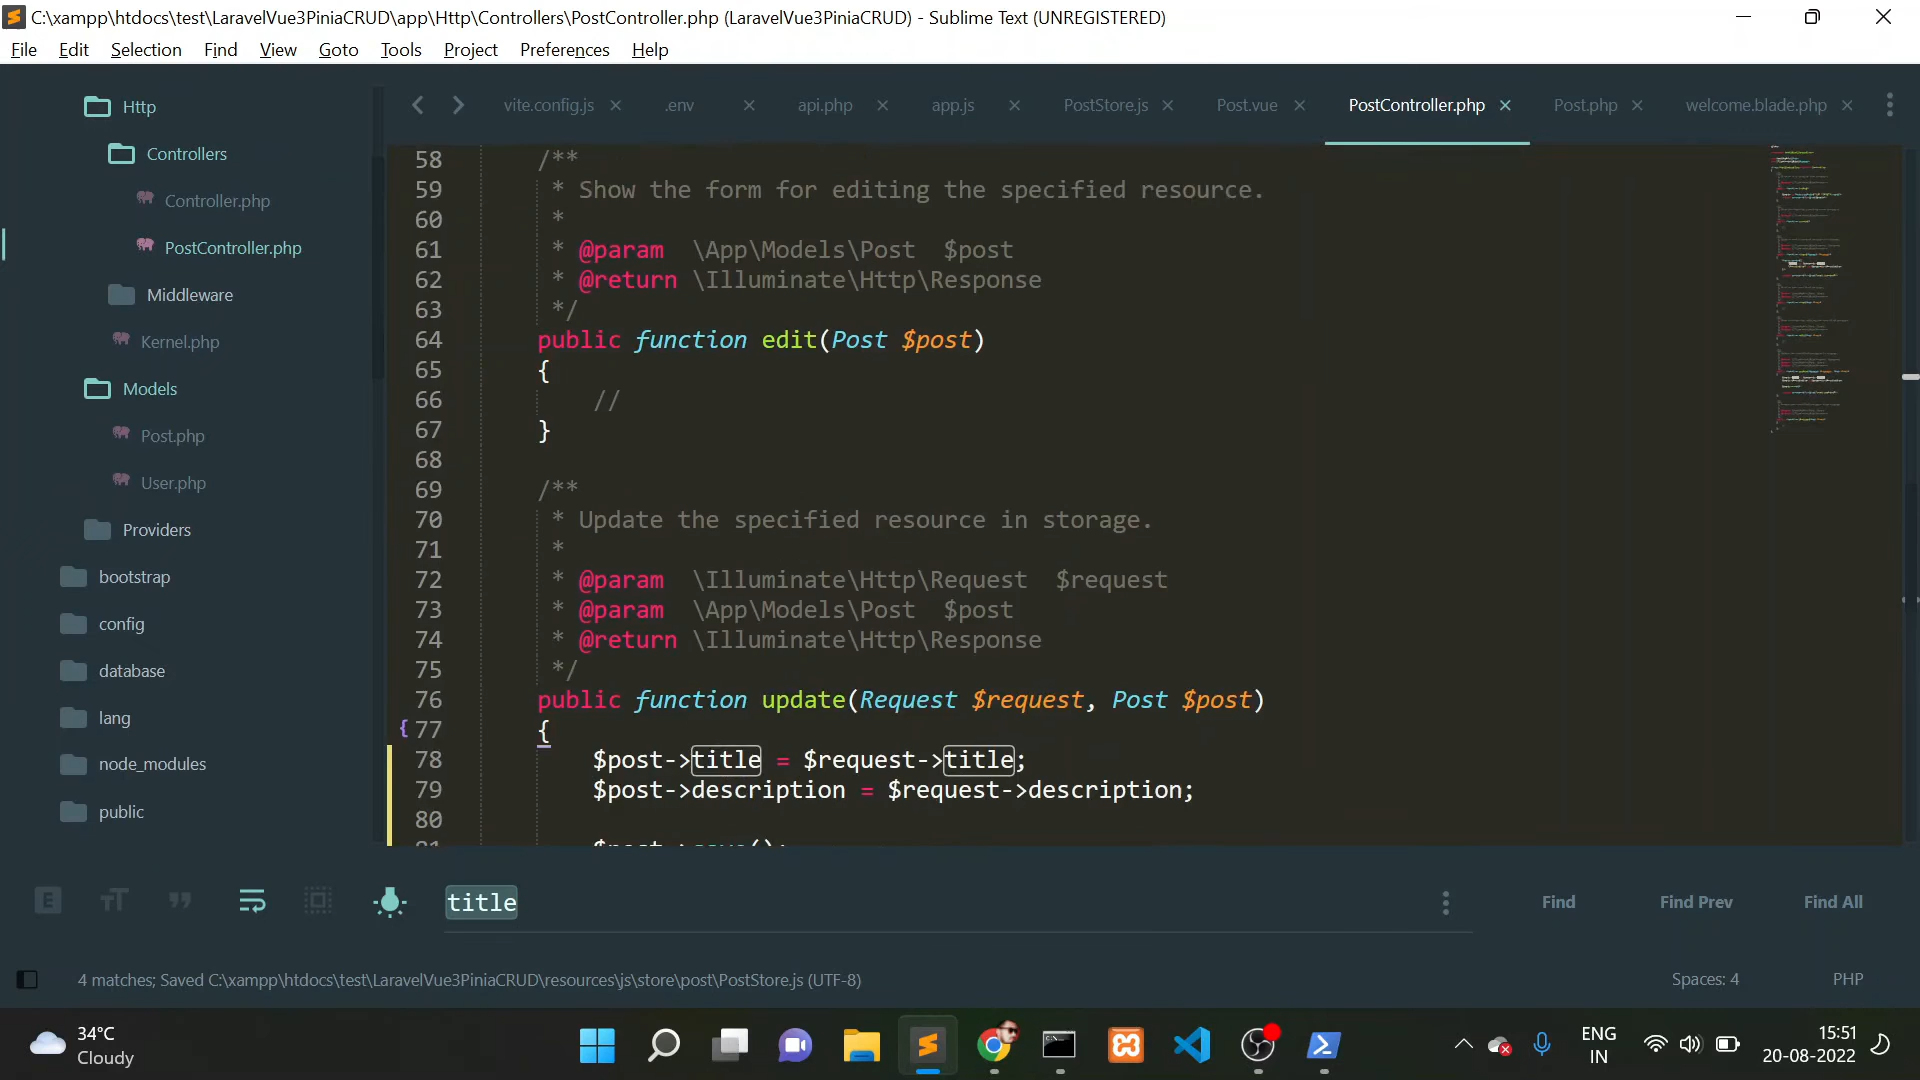 C:\xampp\htdocs\test\LaravelVue3PiniaCRUD\app\Http\Controllers\PostController.php (LaravelVue3PiniaCRUD) - Sublime Text (UNREGISTERED)
File Edit Selection Find View Goto Tools Project Preferences Help
vite.config.js .env api.php app.js PostStore.js Post.vue PostController.php Post.php welcome.blade.php
Http
Controllers
Controller.php
PostController.php
Middleware
Kernel.php
Models
Post.php
User.php
Providers
bootstrap
config
database
lang
node_modules
public
58 /**
59 * Show the form for editing the specified resource.
60 *
61 * @param \App\Models\Post $post
62 * @return \Illuminate\Http\Response
63 */
64 public function edit(Post $post)
65 {
66 //
67 }
68
69 /**
70 * Update the specified resource in storage.
71 *
72 * @param \Illuminate\Http\Request $request
73 * @param \App\Models\Post $post
74 * @return \Illuminate\Http\Response
75 */
76 public function update(Request $request, Post $post)
{ 77 {
78 $post->title = $request->title;
79 $post->description = $request->description;
80
title Find Find Prev Find All
4 matches; Saved C:\xampp\htdocs\test\LaravelVue3PiniaCRUD\resources\js\store\post\PostStore.js (UTF-8) Spaces: 4 PHP
34°C
Cloudy
ENG
IN
15:51
20-08-2022